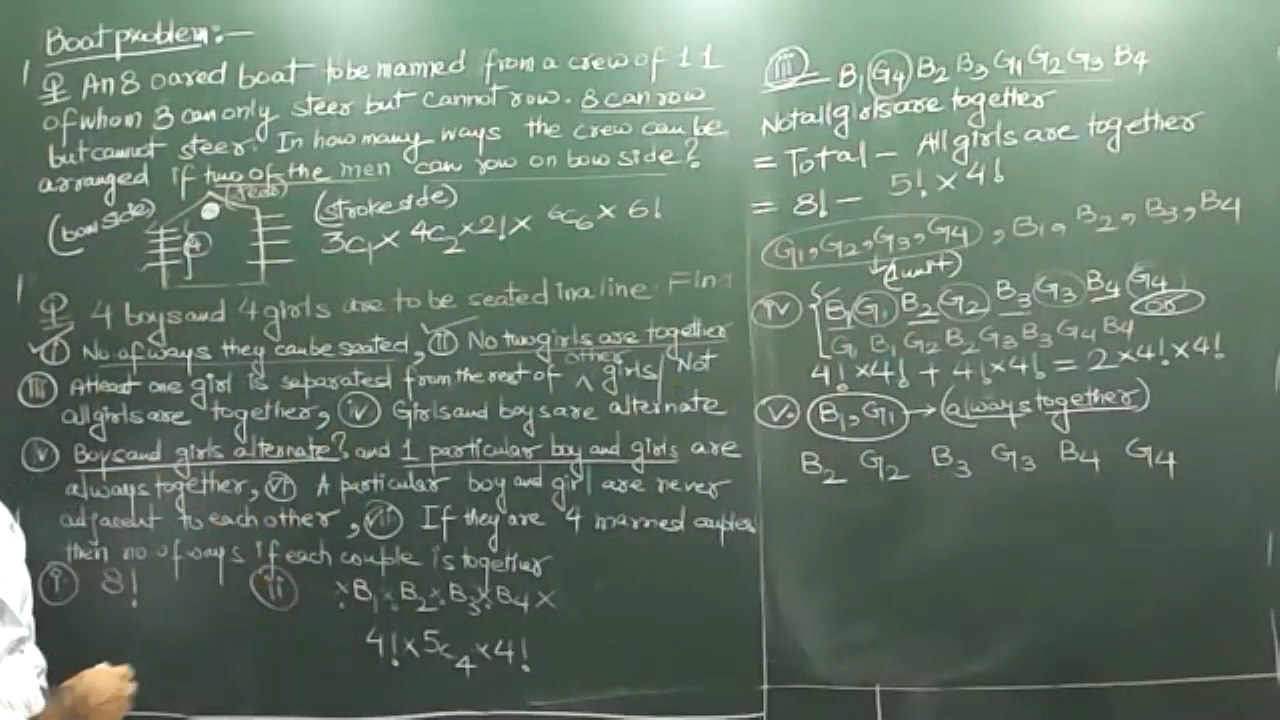 Boat problem:-
Q An 8 oared boat to be manned from a crew of 11
of whom 3 can only steer but cannot row. 8 can row
but cannot steer. In how many ways the crew can be
arranged if two of the men can row on bow side?
(bow side) (stroke side)
3c₁ × 4c₂ × 2! × 6c₆ × 6!
Q 4 boys and 4 girls are to be seated in a line. Fin
(i) No of ways they can be seated, (ii) No two girls are together
(iii) Atleast one girl is separated from the rest of ^ other girls/Not
all girls are together, (iv) Girls and boys are alternate
(v) Boys and girls alternate? and 1 particular boy and girls are
always together, (vi) A particular boy and girl are never
adjacent to each other, (vii) If they are 4 married couples
then no of ways if each couple is together
(i) 8! (ii) × B₁ × B₂ × B₃ × B₄ ×
4! × 5c₄ × 4!
(iii) B₁ G₄ B₂ B₃ G₁ G₂ G₃ B₄
Not all girls are together
= Total - All girls are together
= 8! - 5! × 4!
G₁, G₂, G₃, G₄, B₁, B₂, B₃, B₄
(1 unit)
(iv) B₁ G₁ B₂ G₂ B₃ G₃ B₄ G₄
or
G₁ B₁ G₂ B₂ G₃ B₃ G₄ B₄
4! × 4! + 4! × 4! = 2 × 4! × 4!
v. B₁, G₁ → (always together)
B₂ G₂ B₃ G₃ B₄ G₄